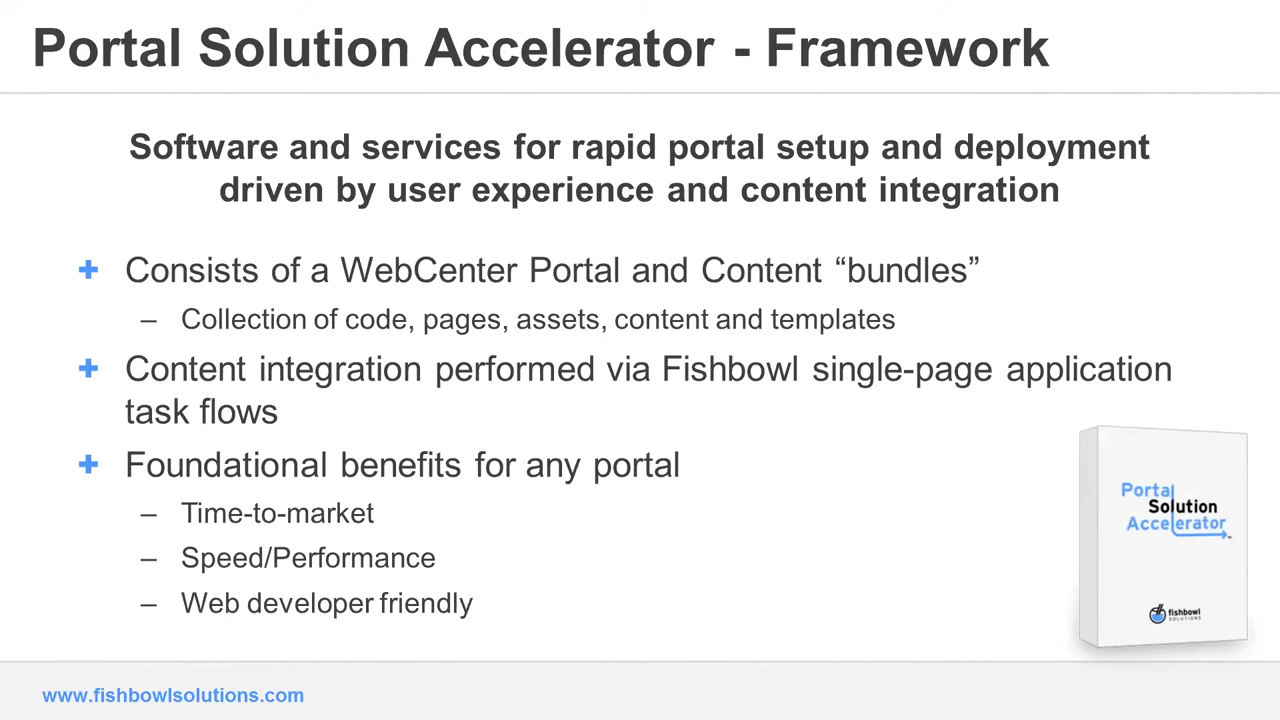 Portal Solution Accelerator - Framework
Software and services for rapid portal setup and deployment
driven by user experience and content integration
Consists of a WebCenter Portal and Content “bundles”
– Collection of code, pages, assets, content and templates
Content integration performed via Fishbowl single-page application
task flows
Foundational benefits for any portal
– Time-to-market
– Speed/Performance
– Web developer friendly
Portal
Solution
Accelerator
fishbowl
SOLUTIONS
www.fishbowlsolutions.com